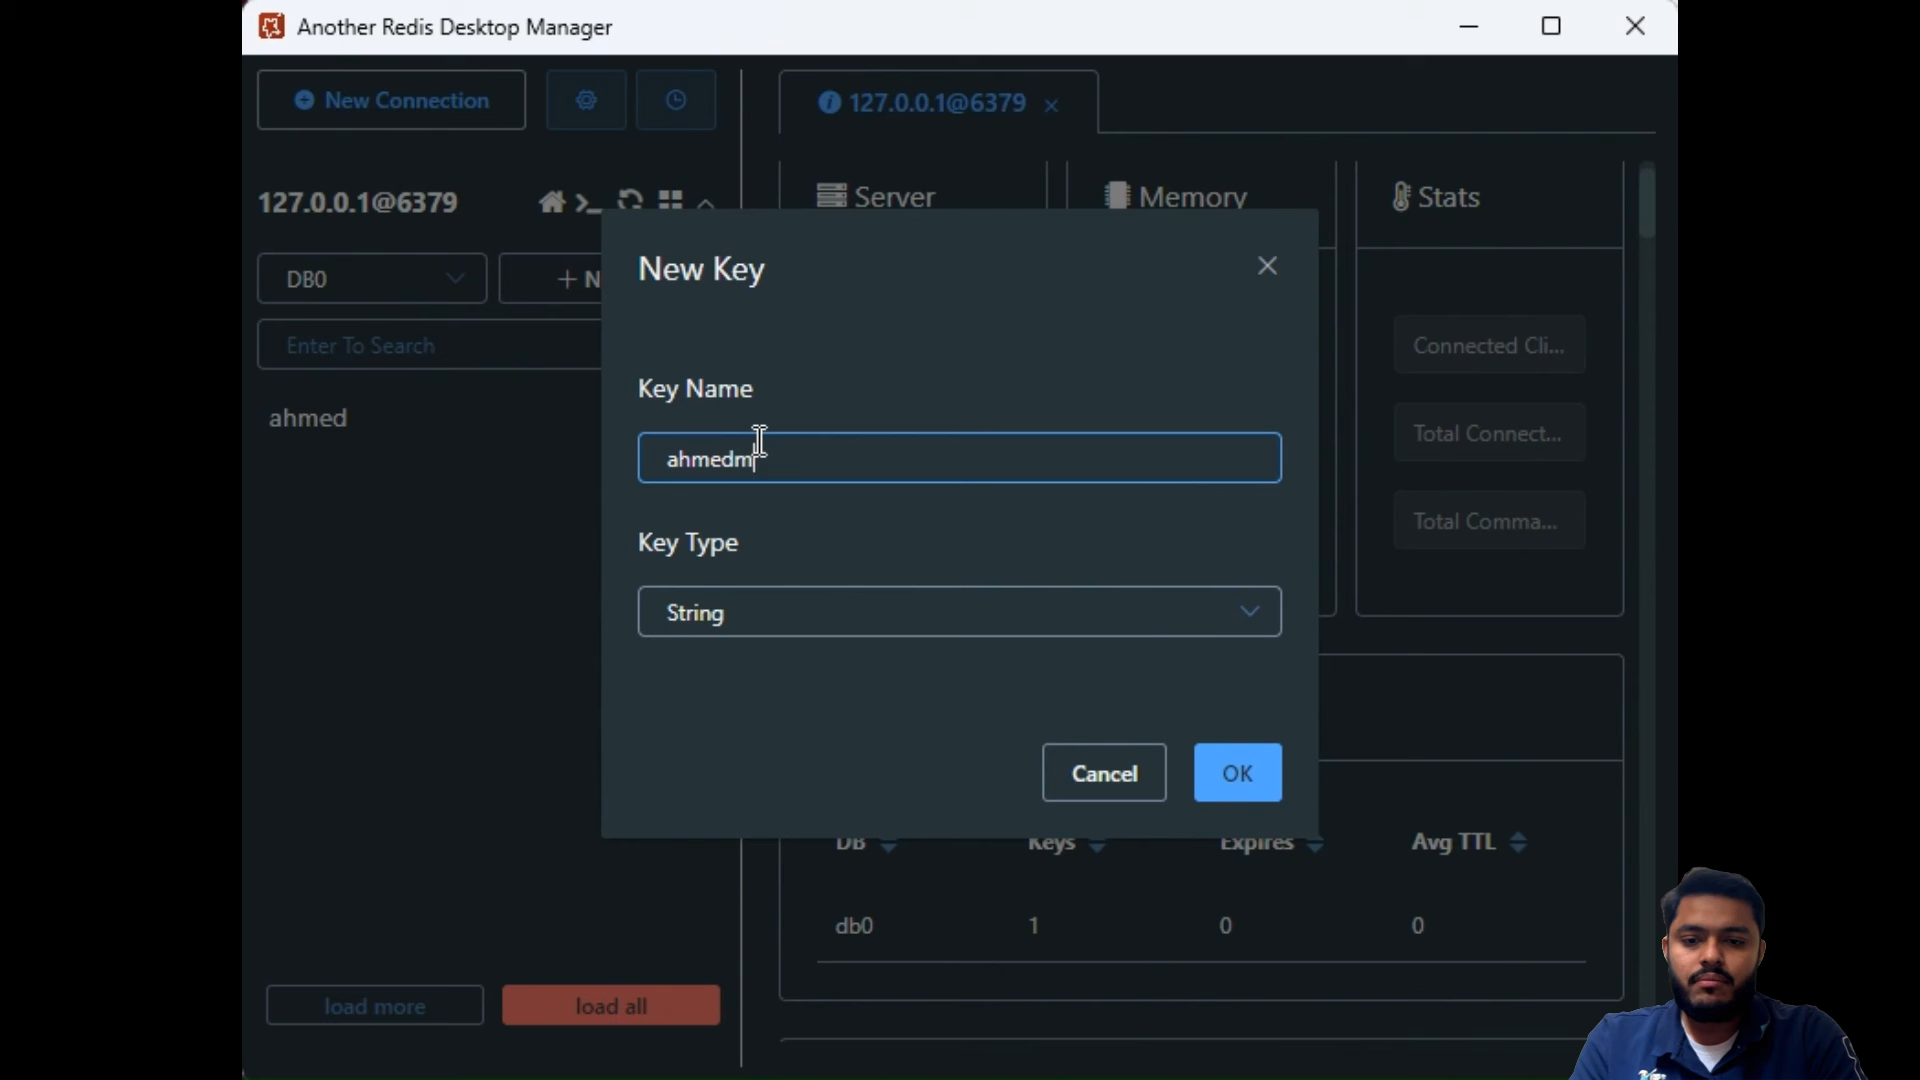 Another Redis Desktop Manager
New Connection
127.0.0.1@6379
127.0.0.1@6379
DB0
+ N
Enter To Search
ahmed
load more
load all
Server
Memory
Stats
Connected Cli...
Total Connect...
Total Comma...
New Key
Key Name
ahmedm
Key Type
String
Cancel
OK
DB
Keys
Expires
Avg TTL
db0
1
0
0